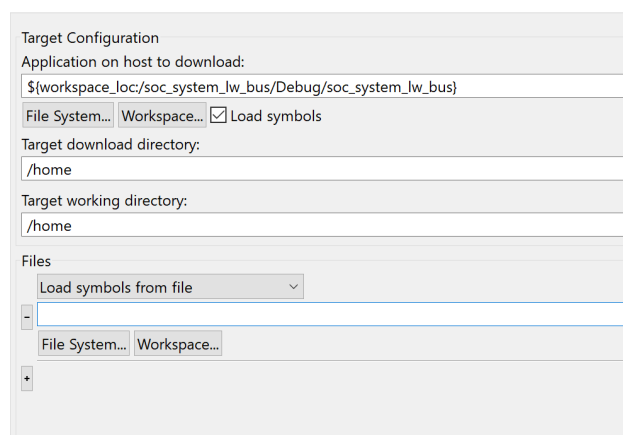 Target Configuration
Application on host to download:
${workspace_loc:/soc_system_lw_bus/Debug/soc_system_lw_bus}
File System... Workspace... Load symbols
Target download directory:
/home
Target working directory:
/home
Files
Load symbols from file
-
File System... Workspace...
+